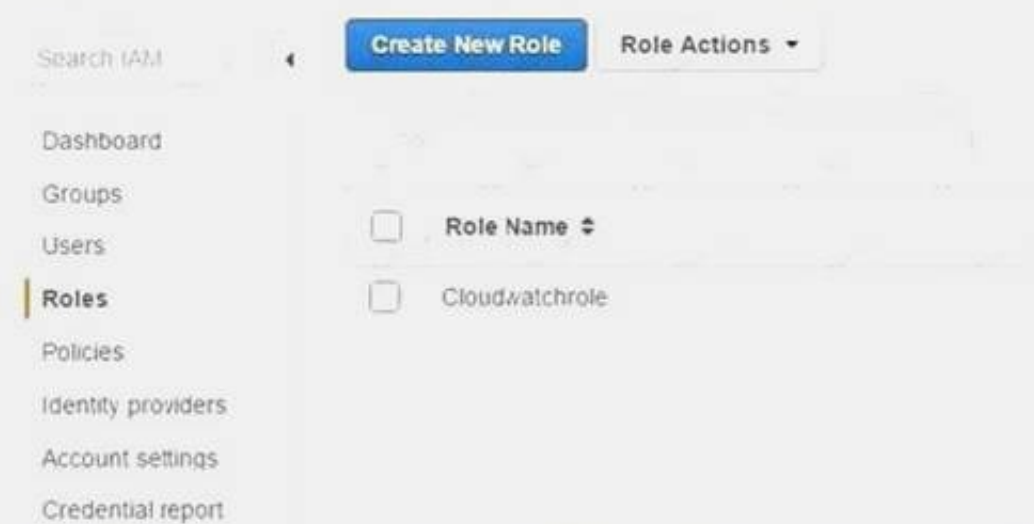 Search IAM
Create New Role
Role Actions
Dashboard
Groups
Users
Roles
Policies
Identity providers
Account settings
Credential report
Role Name
Cloudwatchrole